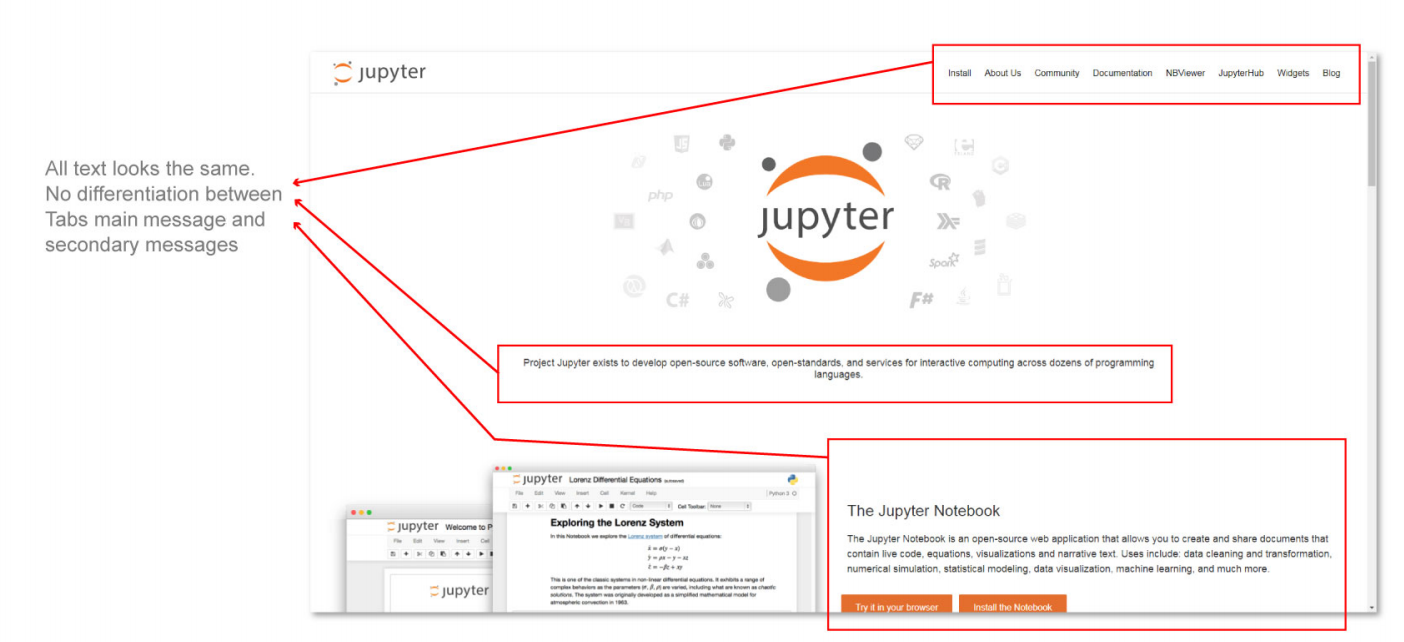 jupyter
Install About Us Community Documentation NBViewer JupyterHub Widgets Blog
All text looks the same.
No differentiation between
Tabs main message and
secondary messages
php
C#
jupyter
R
Spark
F#
Project Jupyter exists to develop open-source software, open-standards, and services for interactive computing across dozens of programming
languages.
jupyter Welcome to P
File Edit View Insert Cell
jupyter
jupyter Lorenz Differential Equations (autosaved)
File Edit View Insert Cell Kernel Help Python 3
Code Cell Toolbar: None
Exploring the Lorenz System
In this Notebook we explore the Lorenz system of differential equations:
ẋ = σ(y − x)
ẏ = ρx − y − xz
ż = −βz + xy
This is one of the classic systems in non-linear differential equations. It exhibits a range of
complex behaviors as the parameters (σ, β, ρ) are varied, including what are known as chaotic
solutions. The system was originally developed as a simplified mathematical model for
atmospheric convection in 1963.
The Jupyter Notebook
The Jupyter Notebook is an open-source web application that allows you to create and share documents that
contain live code, equations, visualizations and narrative text. Uses include: data cleaning and transformation,
numerical simulation, statistical modeling, data visualization, machine learning, and much more.
Try it in your browser Install the Notebook